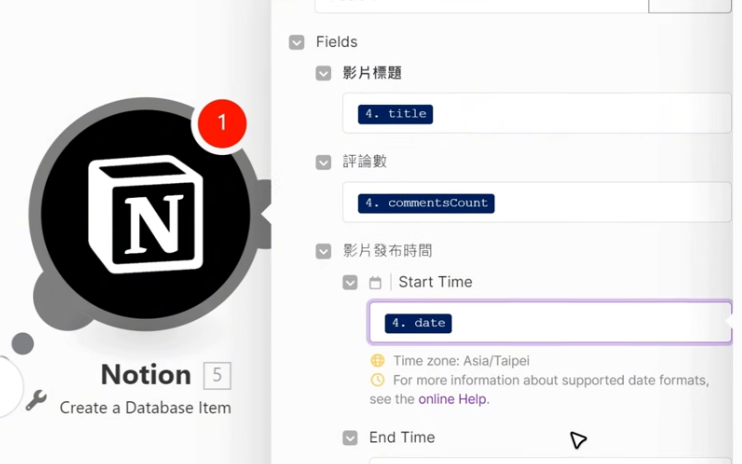 Fields
影片標題
4. title
評論數
4. commentsCount
影片發布時間
Start Time
4. date
Time zone: Asia/Taipei
For more information about supported date formats,
see the online Help.
End Time
1
N
Notion 5
Create a Database Item